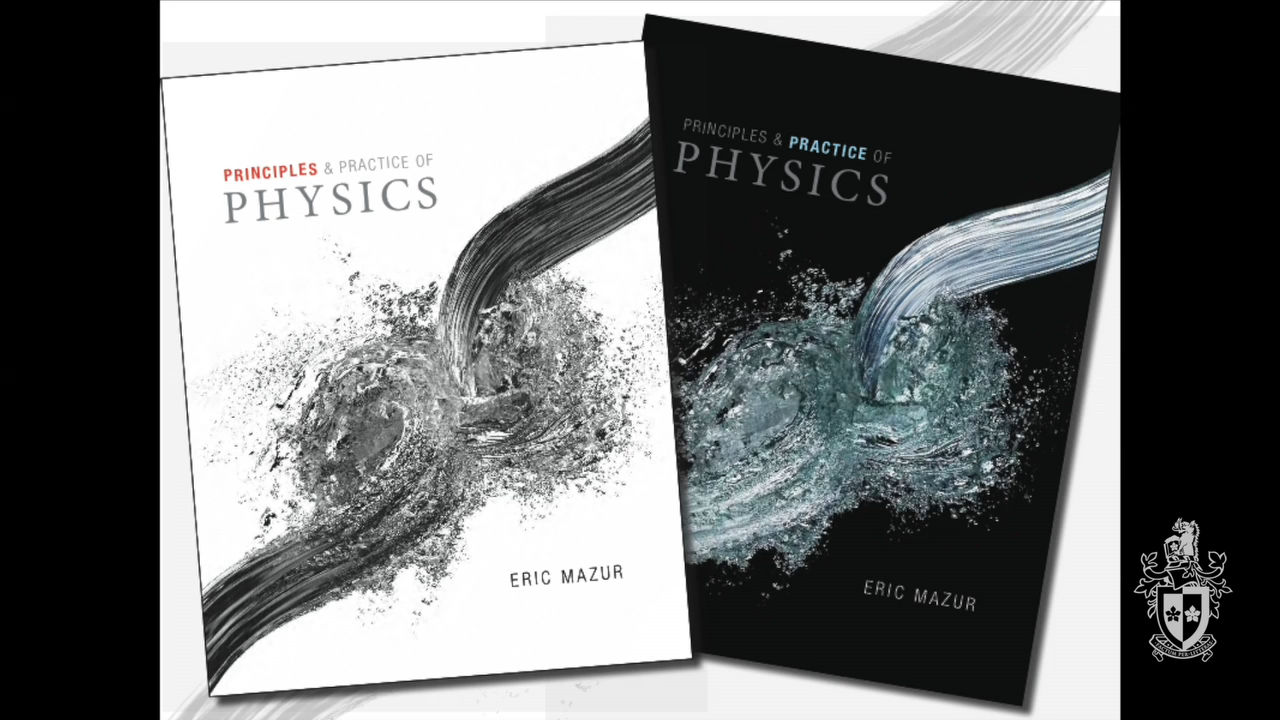 PRINCIPLES & PRACTICE OF
PHYSICS
ERIC MAZUR
PRINCIPLES & PRACTICE OF
PHYSICS
ERIC MAZUR